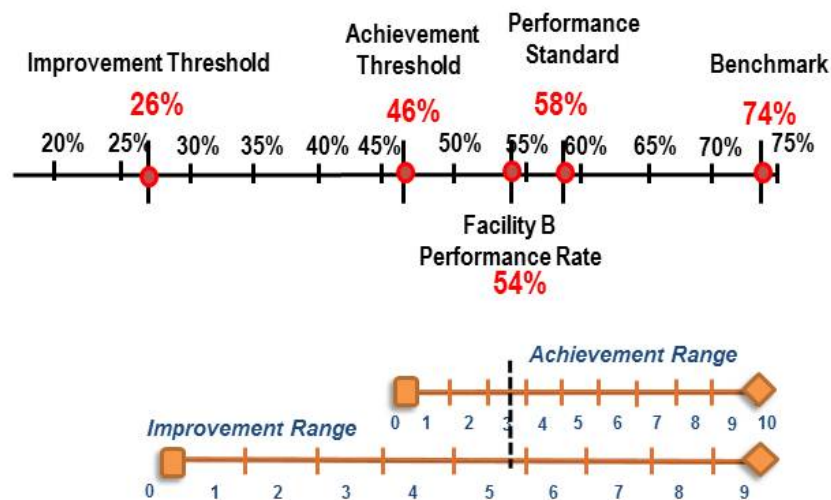 Improvement Threshold
26%
Achievement
Threshold
46%
Performance
Standard
58%
Benchmark
74%
20% 25% 30% 35% 40% 45% 50% 55% 60% 65% 70% 75%
Facility B
Performance Rate
54%
Achievement Range
0 1 2 3 4 5 6 7 8 9 10
Improvement Range
0 1 2 3 4 5 6 7 8 9